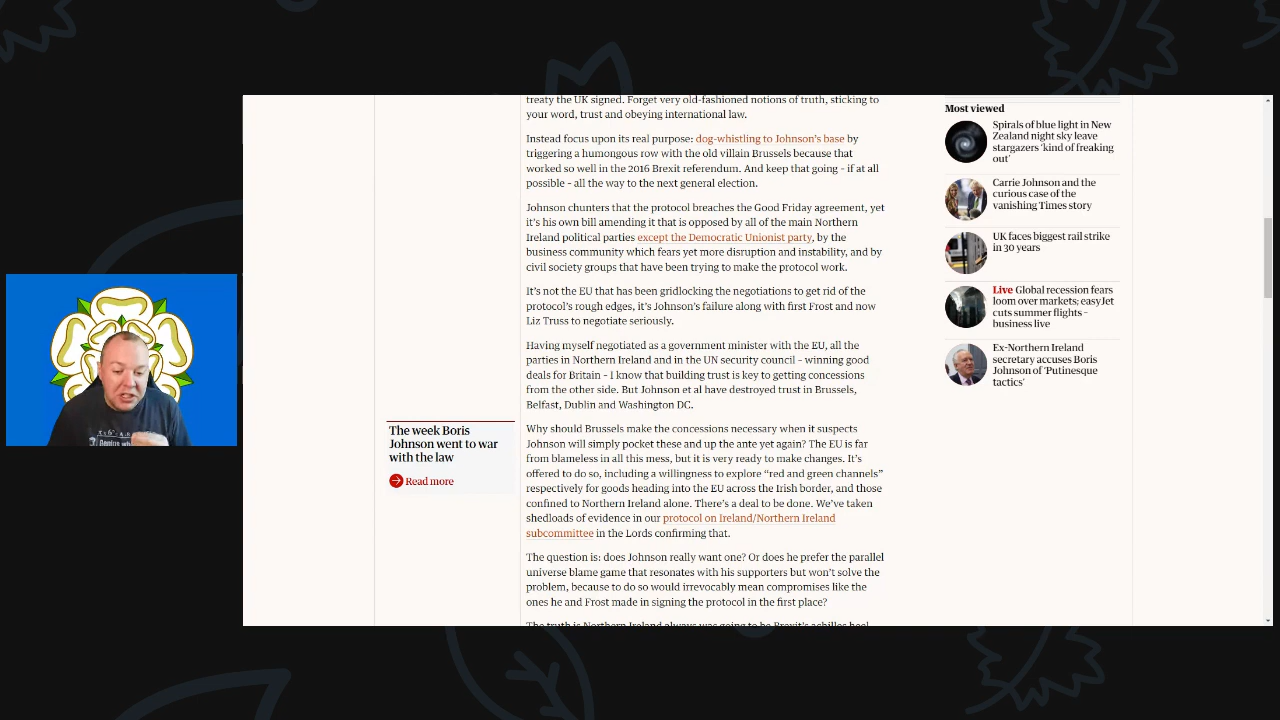 treaty the UK signed. Forget very old-fashioned notions of truth, sticking to
your word, trust and obeying international law.
Instead focus upon its real purpose: dog-whistling to Johnson's base by
triggering a humongous row with the old villain Brussels because that
worked so well in the 2016 Brexit referendum. And keep that going – if at all
possible – all the way to the next general election.
Johnson chunters that the protocol breaches the Good Friday agreement, yet
it's his own bill amending it that is opposed by all of the main Northern
Ireland political parties except the Democratic Unionist party, by the
business community which fears yet more disruption and instability, and by
civil society groups that have been trying to make the protocol work.
It's not the EU that has been gridlocking the negotiations to get rid of the
protocol's rough edges, it's Johnson's failure along with first Frost and now
Liz Truss to negotiate seriously.
Having myself negotiated as a government minister with the EU, all the
parties in Northern Ireland and in the UN security council – winning good
deals for Britain – I know that building trust is key to getting concessions
from the other side. But Johnson et al have destroyed trust in Brussels,
Belfast, Dublin and Washington DC.
The week Boris
Johnson went to war
with the law
Read more
Why should Brussels make the concessions necessary when it suspects
Johnson will simply pocket these and up the ante yet again? The EU is far
from blameless in all this mess, but it is very ready to make changes. It's
offered to do so, including a willingness to explore “red and green channels”
respectively for goods heading into the EU across the Irish border, and those
confined to Northern Ireland alone. There's a deal to be done. We've taken
shedloads of evidence in our protocol on Ireland/Northern Ireland
subcommittee in the Lords confirming that.
The question is: does Johnson really want one? Or does he prefer the parallel
universe blame game that resonates with his supporters but won't solve the
problem, because to do so would irrevocably mean compromises like the
ones he and Frost made in signing the protocol in the first place?
The truth is Northern Ireland always was going to be Brexit's achilles heel
Most viewed
Spirals of blue light in New
Zealand night sky leave
stargazers ‘kind of freaking
out’
Carrie Johnson and the
curious case of the
vanishing Times story
UK faces biggest rail strike
in 30 years
Live Global recession fears
loom over markets; easyJet
cuts summer flights –
business live
Ex-Northern Ireland
secretary accuses Boris
Johnson of ‘Putinesque
tactics’